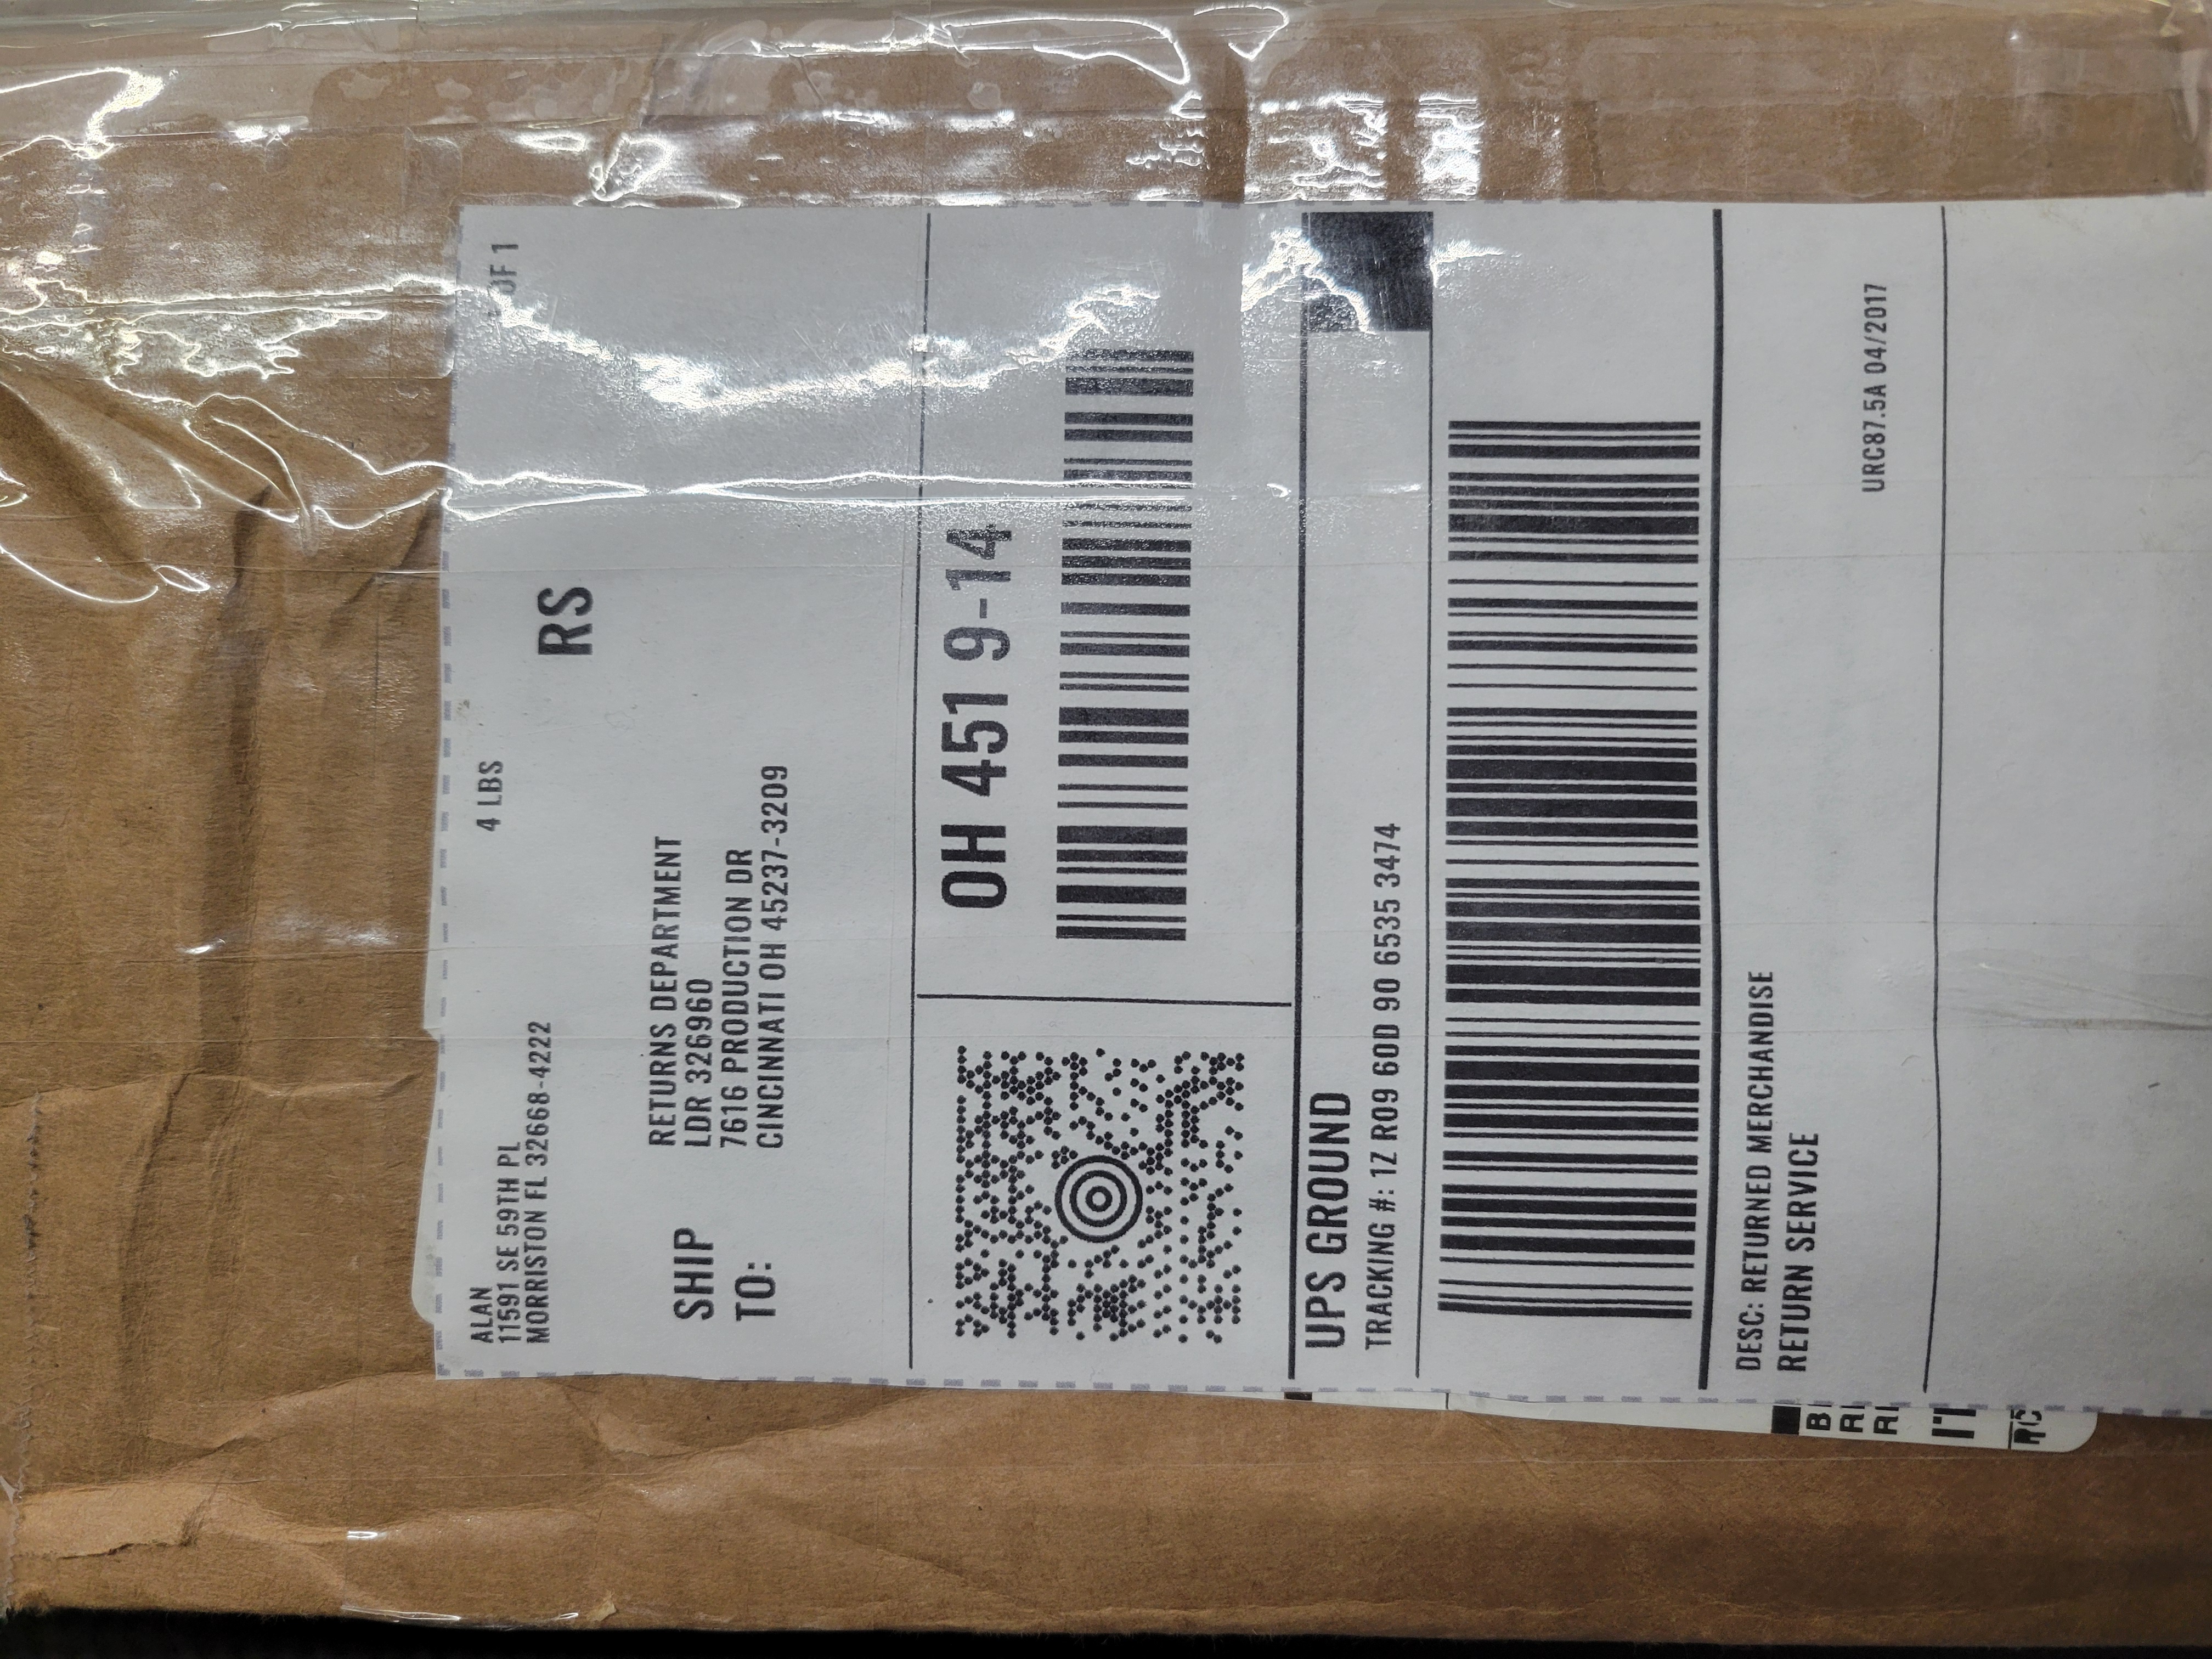 ALAN
11591 SE 59TH PL
MORRISTON FL 32668-4222
4 LBS
OF 1
RS
SHIP
TO:
RETURNS DEPARTMENT
LDR 326960
7616 PRODUCTION DR
CINCINNATI OH 45237-3209
OH 451 9-14
UPS GROUND
TRACKING #: 1Z R09 60D 90 6535 3474
DESC: RETURNED MERCHANDISE
RETURN SERVICE
URC87.5A 04/2017